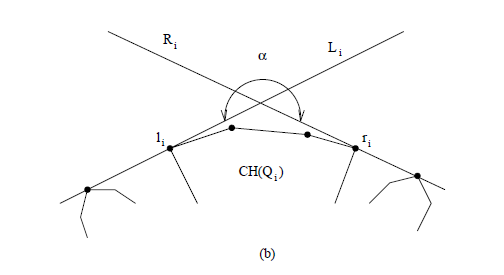 R_i
L_i
α
l_i
r_i
CH(Q_i)
(b)